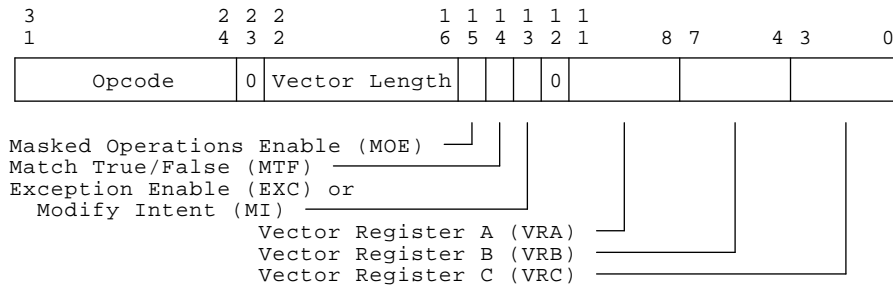 3 2 2 2 1 1 1 1 1 1
1 4 3 2 6 5 4 3 2 1 8 7 4 3 0
Opcode 0 Vector Length 0
Masked Operations Enable (MOE)
Match True/False (MTF)
Exception Enable (EXC) or
Modify Intent (MI)
Vector Register A (VRA)
Vector Register B (VRB)
Vector Register C (VRC)